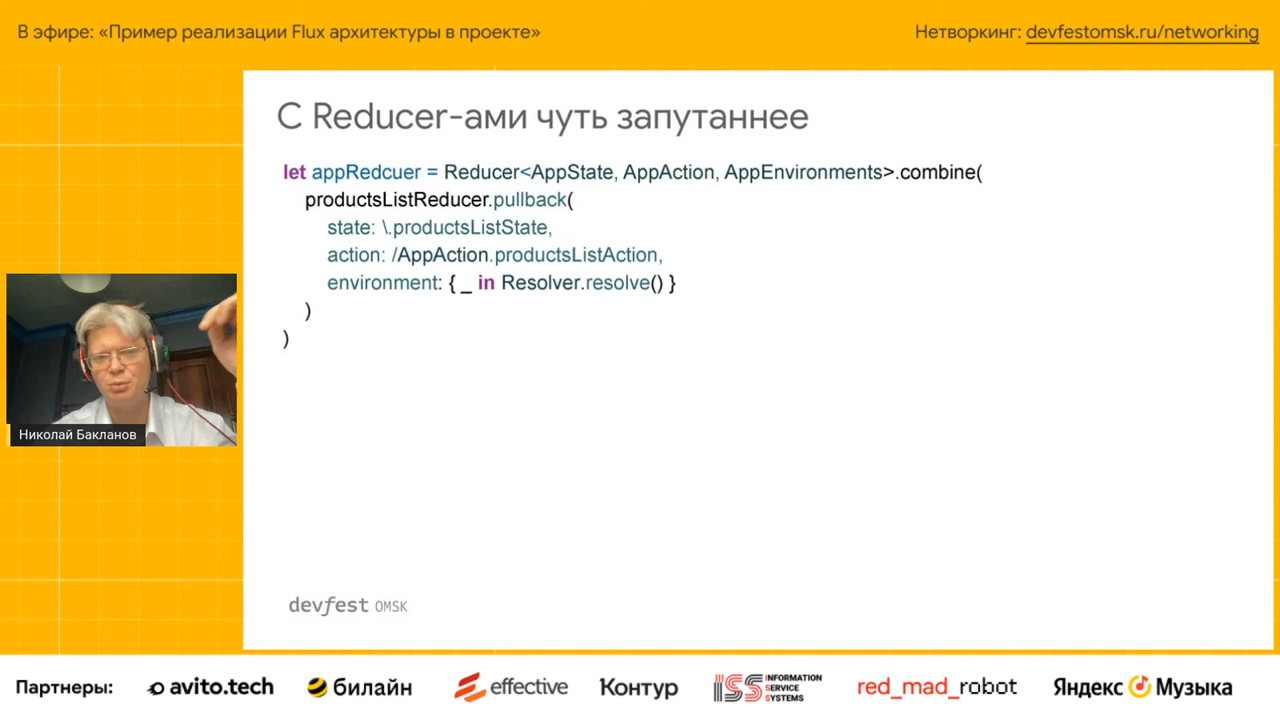 В эфире: «Пример реализации Flux архитектуры в проекте»
Нетворкинг: devfestomsk.ru/networking
С Reducer-ами чуть запутаннее
let appRedcuer = Reducer<AppState, AppAction, AppEnvironments>.combine(
productsListReducer.pullback(
state: \.productsListState,
action: /AppAction.productsListAction,
environment: { _ in Resolver.resolve() }
)
)
Николай Бакланов
devfest OMSK
Партнеры:
avito.tech
билайн
effective
Контур
ISS INFORMATION
SERVICE
SYSTEMS
red_mad_robot
Яндекс Музыка